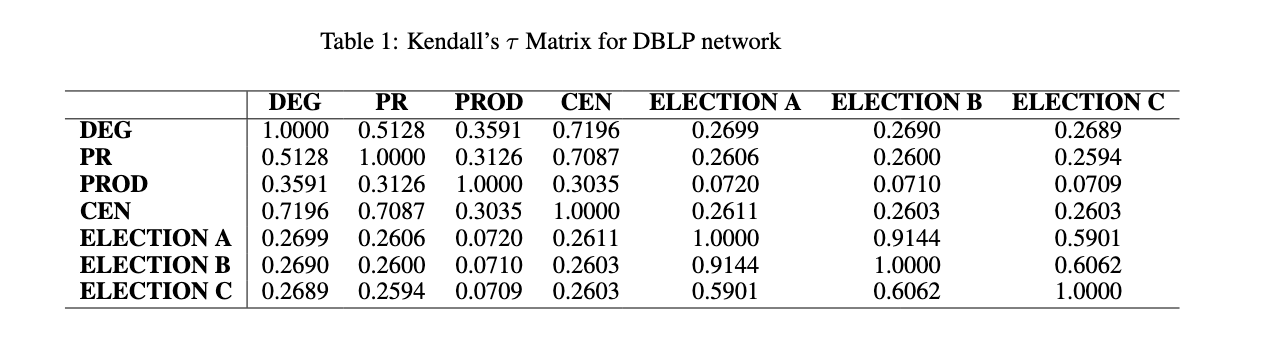 Table 1: Kendall's τ Matrix for DBLP network
DEG PR PROD CEN ELECTION A ELECTION B ELECTION C
DEG 1.0000 0.5128 0.3591 0.7196 0.2699 0.2690 0.2689
PR 0.5128 1.0000 0.3126 0.7087 0.2606 0.2600 0.2594
PROD 0.3591 0.3126 1.0000 0.3035 0.0720 0.0710 0.0709
CEN 0.7196 0.7087 0.3035 1.0000 0.2611 0.2603 0.2603
ELECTION A 0.2699 0.2606 0.0720 0.2611 1.0000 0.9144 0.5901
ELECTION B 0.2690 0.2600 0.0710 0.2603 0.9144 1.0000 0.6062
ELECTION C 0.2689 0.2594 0.0709 0.2603 0.5901 0.6062 1.0000